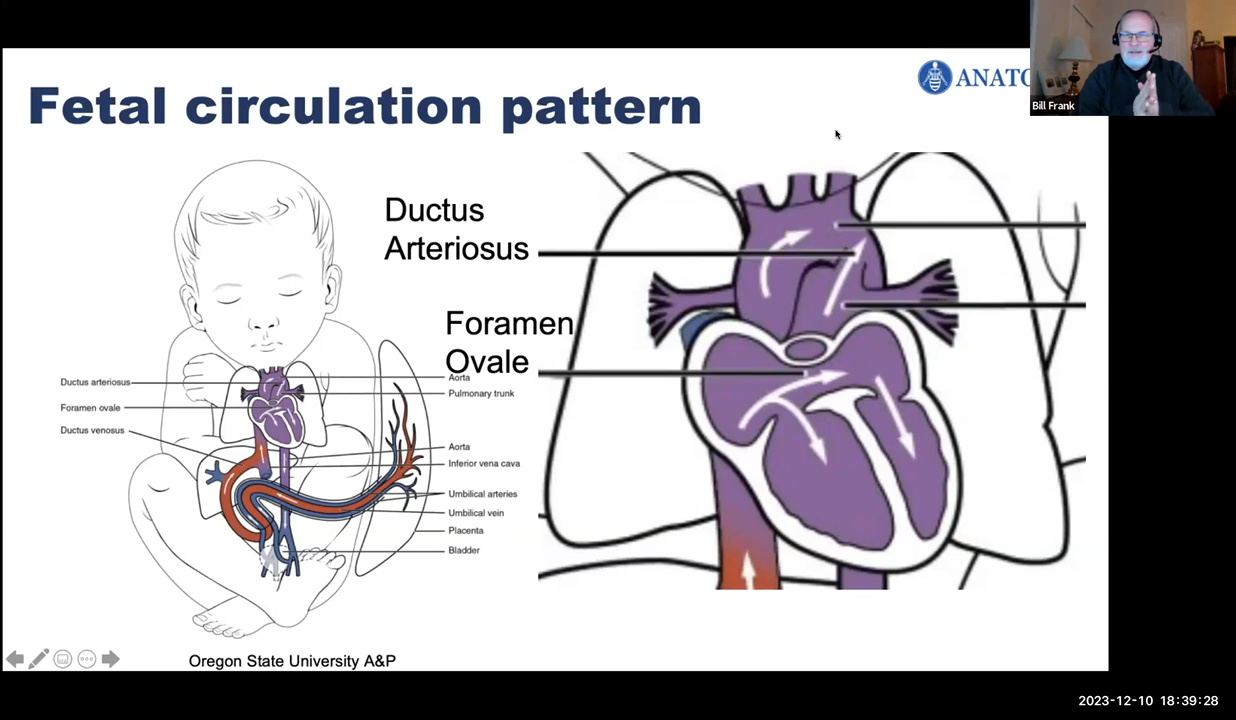 Fetal circulation pattern
ANATO
Bill Frank
Ductus
Arteriosus
Foramen
Ovale
Ductus arteriosus
Foramen ovale
Ductus venosus
Aorta
Pulmonary trunk
Aorta
Inferior vena cava
Umbilical arteries
Umbilical vein
Placenta
Bladder
Oregon State University A&P
2023-12-10 18:39:28